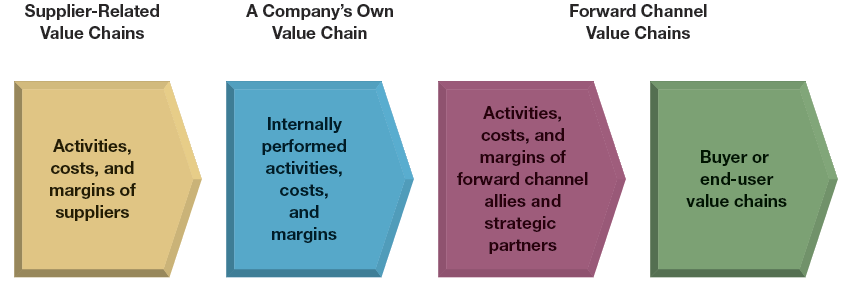 Supplier-Related
Value Chains
A Company’s Own
Value Chain
Forward Channel
Value Chains
Activities,
costs, and
margins of
suppliers
Internally
performed
activities,
costs,
and
margins
Activities,
costs, and
margins of
forward channel
allies and
strategic
partners
Buyer or
end-user
value chains